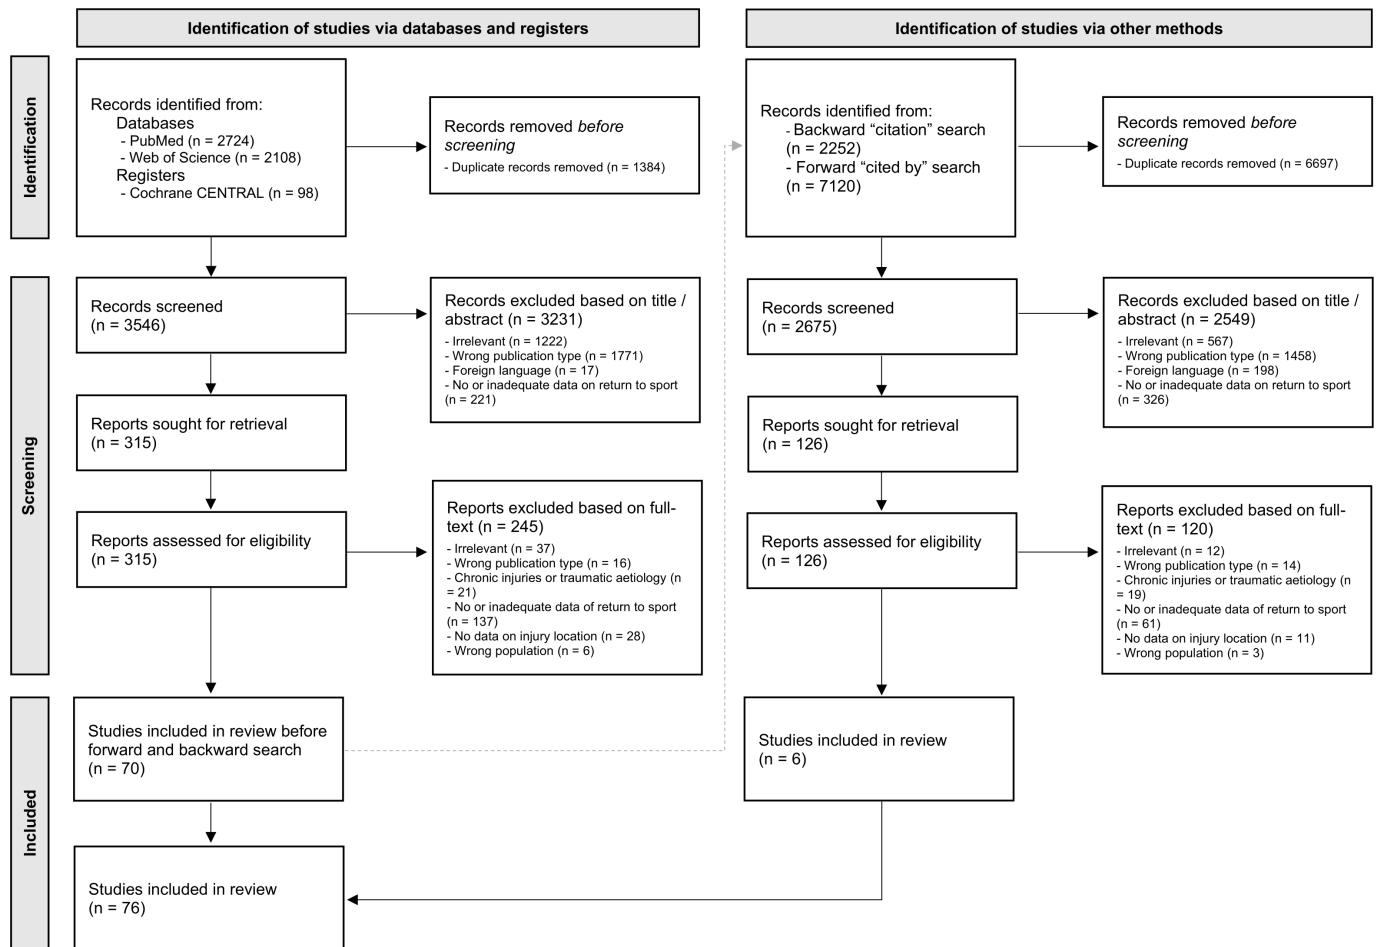 Identification of studies via databases and registers
Identification of studies via other methods
Identification
Records identified from:
Databases
- PubMed (n = 2724)
- Web of Science (n = 2108)
Registers
- Cochrane CENTRAL (n = 98)
Records removed before
screening
- Duplicate records removed (n = 1384)
Records identified from:
- Backward “citation” search
(n = 2252)
- Forward “cited by” search
(n = 7120)
Records removed before
screening
- Duplicate records removed (n = 6697)
Screening
Records screened
(n = 3546)
Records excluded based on title /
abstract (n = 3231)
- Irrelevant (n = 1222)
- Wrong publication type (n = 1771)
- Foreign language (n = 17)
- No or inadequate data on return to sport
(n = 221)
Records screened
(n = 2675)
Records excluded based on title /
abstract (n = 2549)
- Irrelevant (n = 567)
- Wrong publication type (n = 1458)
- Foreign language (n = 198)
- No or inadequate data on return to sport
(n = 326)
Reports sought for retrieval
(n = 315)
Reports sought for retrieval
(n = 126)
Reports assessed for eligibility
(n = 315)
Reports excluded based on full-
text (n = 245)
- Irrelevant (n = 37)
- Wrong publication type (n = 16)
- Chronic injuries or traumatic aetiology (n
= 21)
- No or inadequate data of return to sport
(n = 137)
- No data on injury location (n = 28)
- Wrong population (n = 6)
Reports assessed for eligibility
(n = 126)
Reports excluded based on full-
text (n = 120)
- Irrelevant (n = 12)
- Wrong publication type (n = 14)
- Chronic injuries or traumatic aetiology (n
= 19)
- No or inadequate data of return to sport
(n = 61)
- No data on injury location (n = 11)
- Wrong population (n = 3)
Included
Studies included in review before
forward and backward search
(n = 70)
Studies included in review
(n = 6)
Studies included in review
(n = 76)